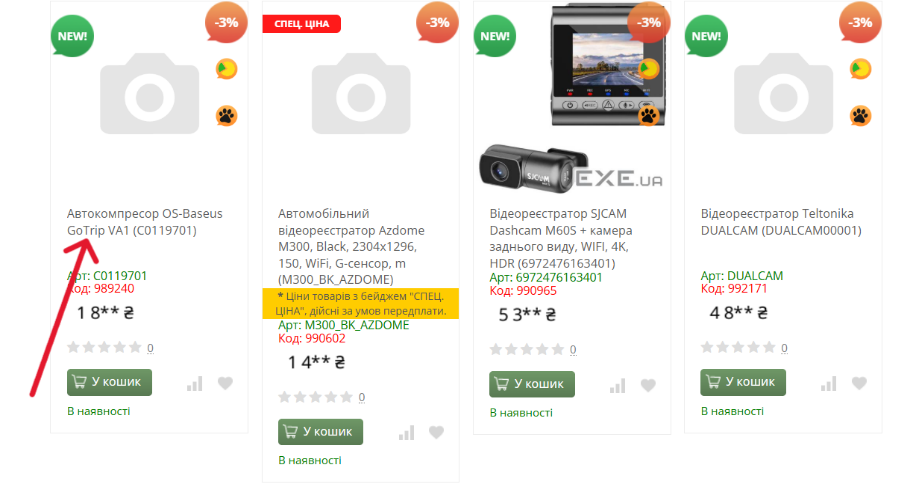 NEW!
-3%
Автокомпресор OS-Baseus
GoTrip VA1 (C0119701)
Арт: C0119701
Код: 989240
1 8** ₴
0
У кошик
В наявності
СПЕЦ. ЦІНА
-3%
Автомобільний
відеореєстратор Azdome
M300, Black, 2304x1296,
150, WiFi, G-сенсор, m
(M300_BK_AZDOME)
* Ціни товарів з бейджем "СПЕЦ.
ЦІНА", дійсні за умов передплати.
Арт: M300_BK_AZDOME
Код: 990602
1 4** ₴
0
У кошик
В наявності
NEW!
-3%
SJCAM
EXE.UA
Відеореєстратор SJCAM
Dashcam M60S + камера
заднього виду, WIFI, 4K,
HDR (6972476163401)
Арт: 6972476163401
Код: 990965
5 3** ₴
0
У кошик
В наявності
NEW!
-3%
Відеореєстратор Teltonika
DUALCAM (DUALCAM00001)
Арт: DUALCAM
Код: 992171
4 8** ₴
0
У кошик
В наявності